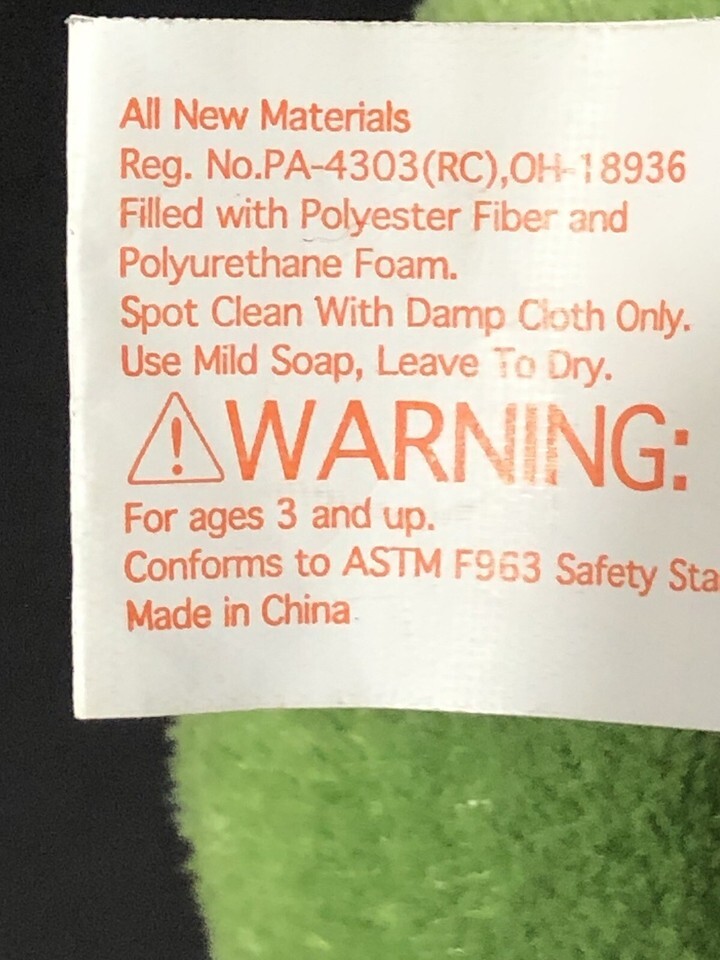 All New Materials
Reg. No.PA-4303(RC),OH-18936
Filled with Polyester Fiber and
Polyurethane Foam.
Spot Clean With Damp Cloth Only.
Use Mild Soap, Leave To Dry.
WARNING:
For ages 3 and up.
Conforms to ASTM F963 Safety Sta
Made in China